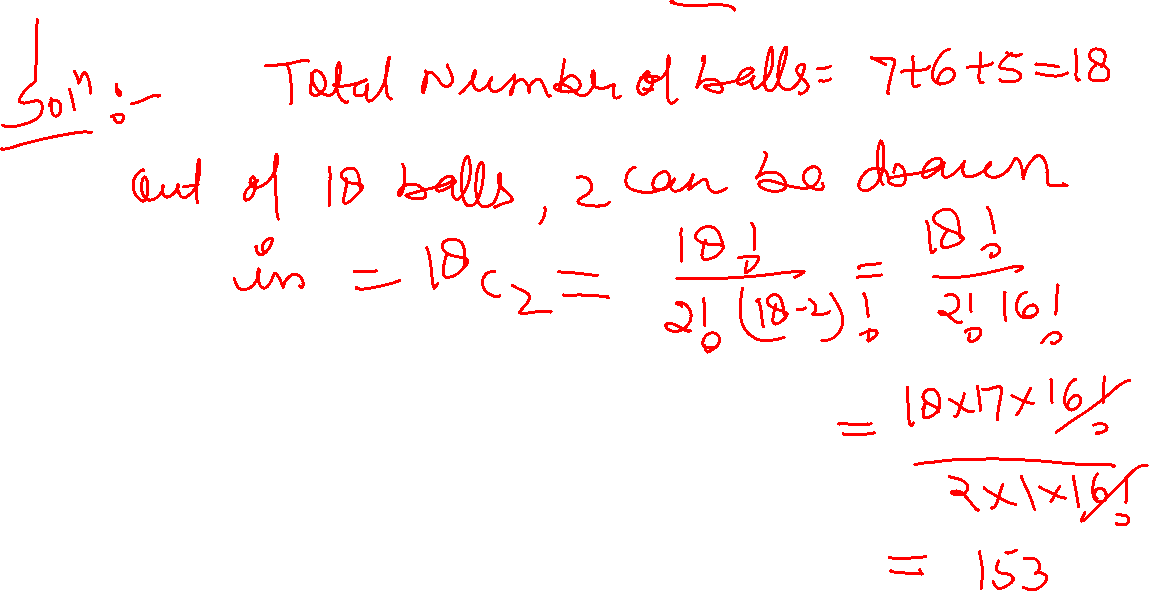 Solⁿ :- Total Number of balls = 7+6+5=18
out of 18 balls, 2 can be drawn
in = 18c₂ = 18!/2!(18-2)! = 18!/2! 16!
= 18×17×16!/2×1×16!
= 153